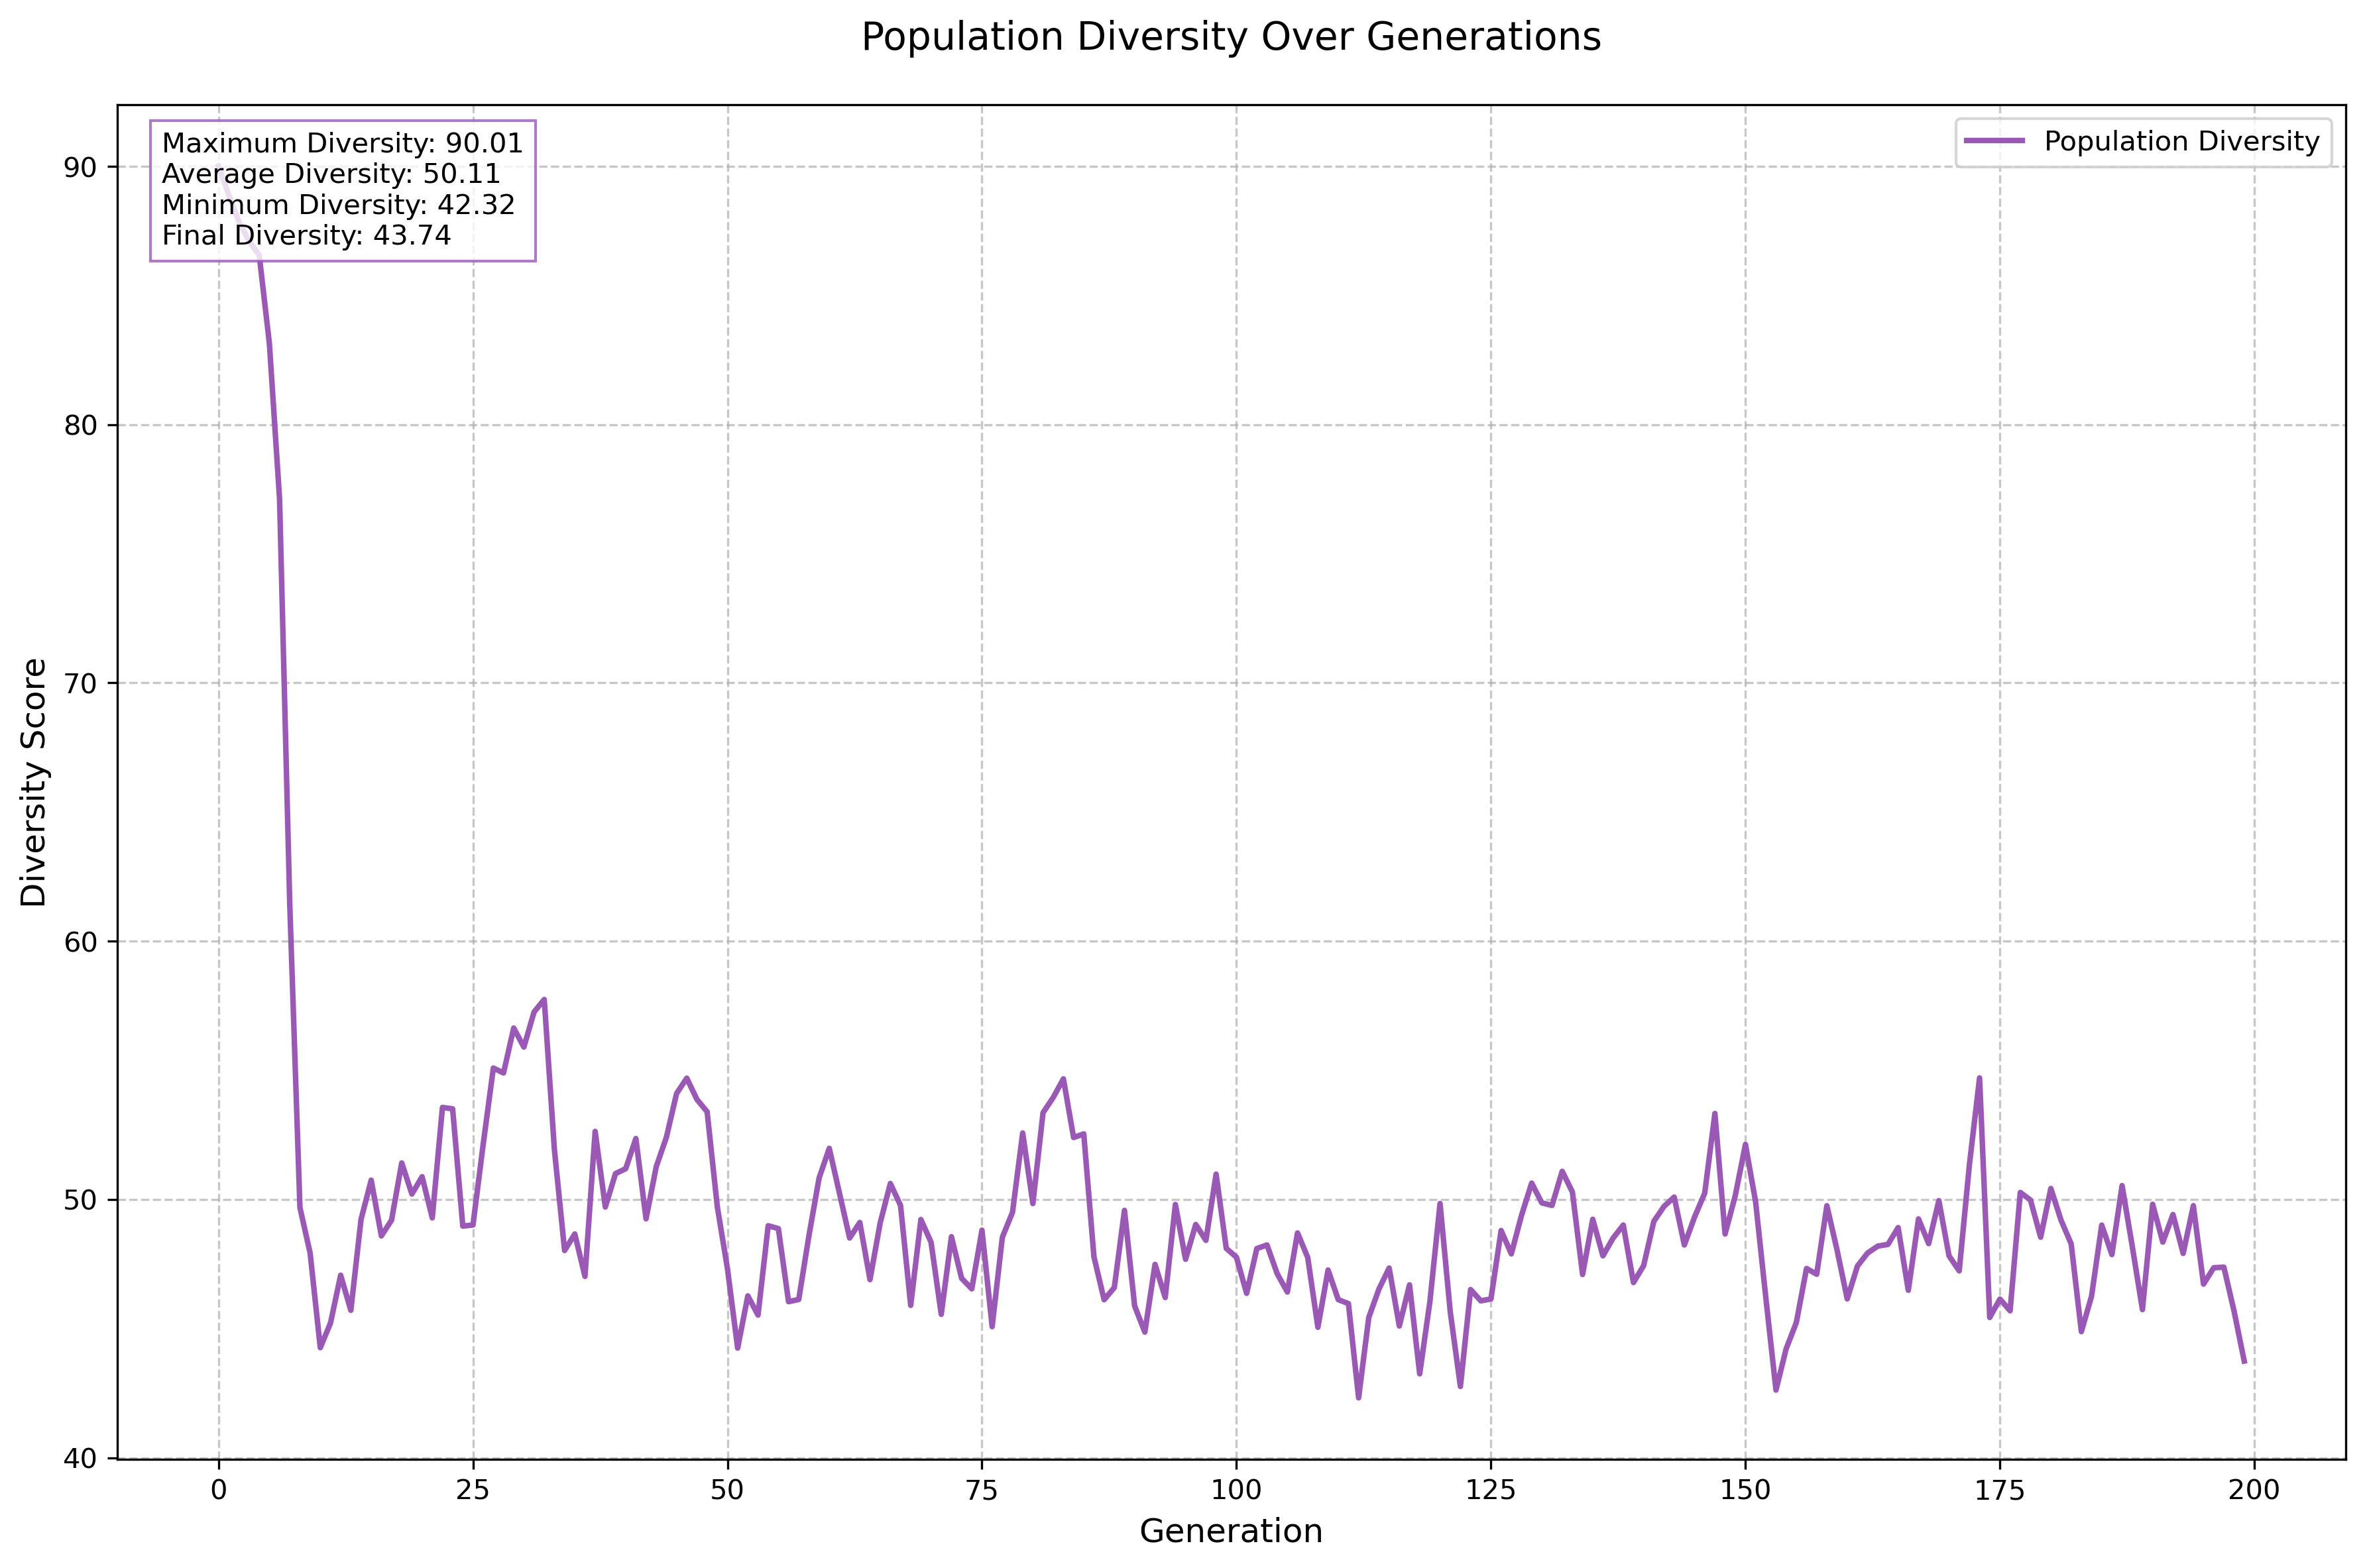 Population Diversity Over Generations
Maximum Diversity: 90.01
Average Diversity: 50.11
Minimum Diversity: 42.32
Final Diversity: 43.74
Population Diversity
90
80
70
60
50
40
Diversity Score
0 25 50 75 100 125 150 175 200
Generation